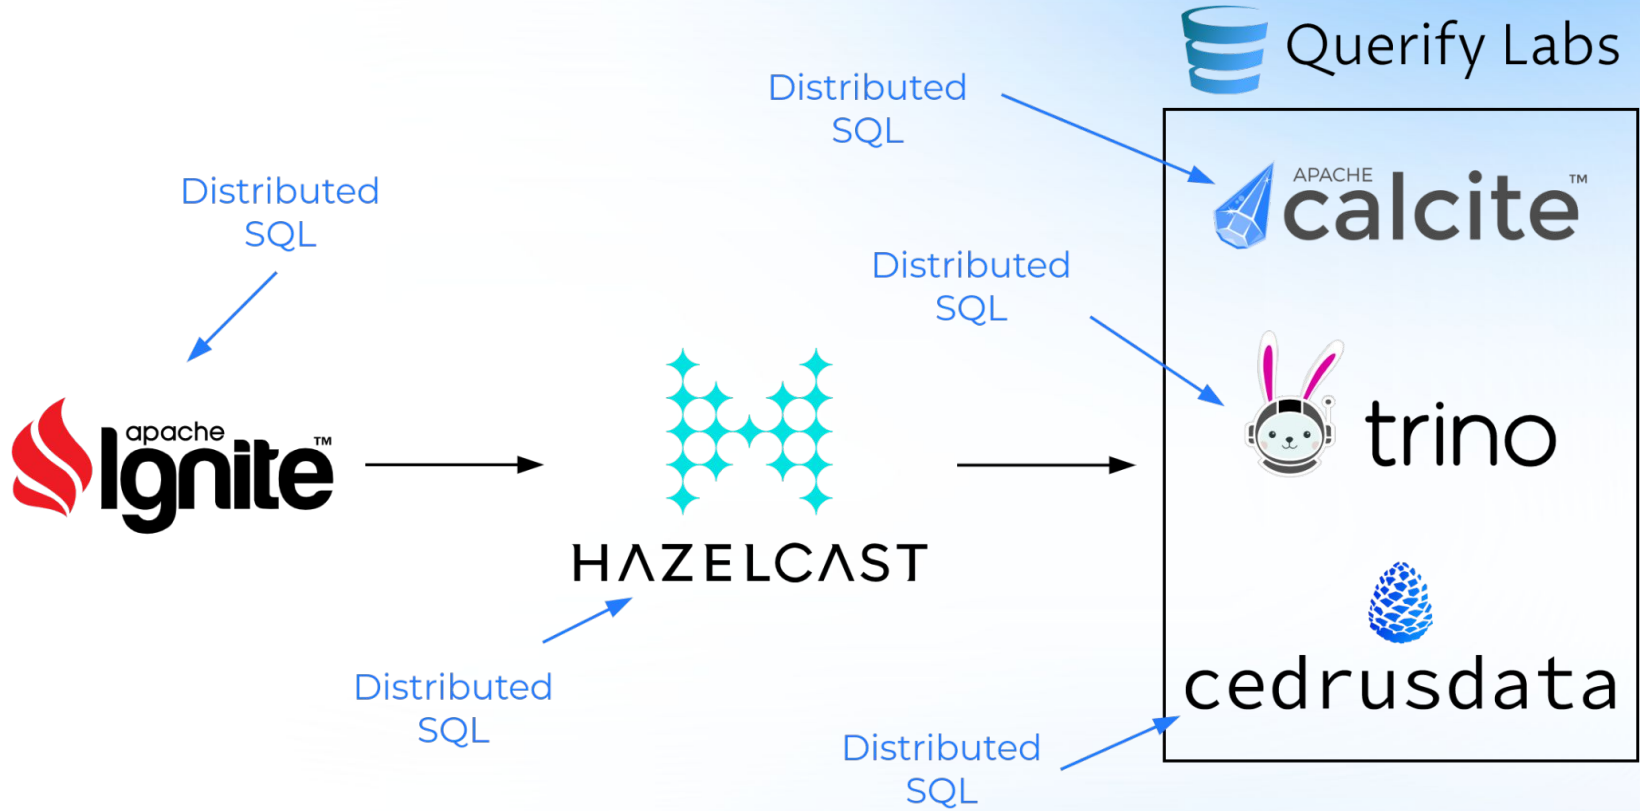 Querify Labs
Distributed
SQL
APACHE
calcite™
Distributed
SQL
Distributed
SQL
trino
apache
Ignite™
HAZELCAST
cedrusdata
Distributed
SQL
Distributed
SQL